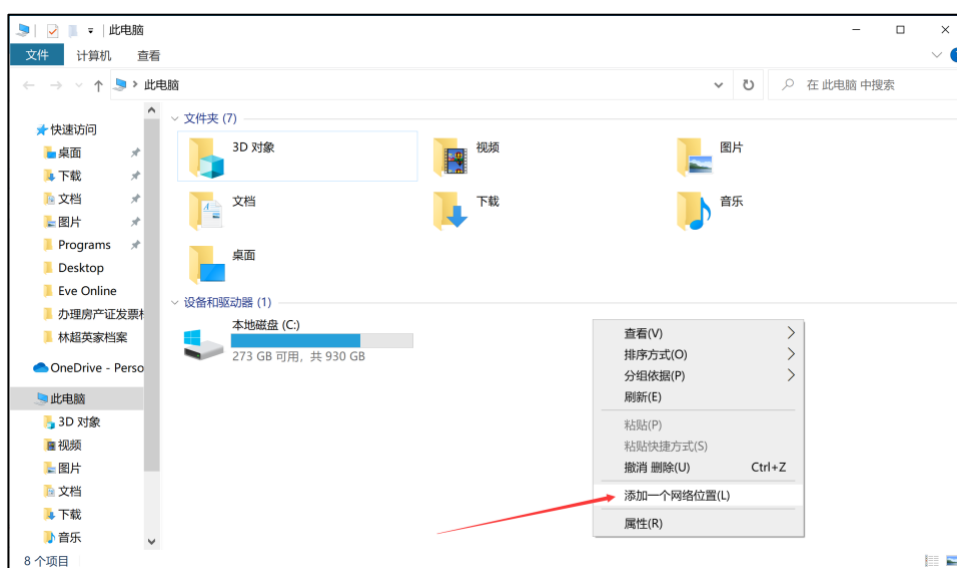 此电脑
文件 计算机 查看
此电脑 在 此电脑 中搜索
快速访问
桌面
下载
文档
图片
Programs
Desktop
Eve Online
办理房产证发票
林超英家档案
OneDrive - Perso
此电脑
3D 对象
视频
图片
文档
下载
音乐
文件夹 (7)
3D 对象 视频 图片
文档 下载 音乐
桌面
设备和驱动器 (1)
本地磁盘 (C:)
273 GB 可用，共 930 GB
查看(V)
排序方式(O)
分组依据(P)
刷新(E)
粘贴(P)
粘贴快捷方式(S)
撤消 删除(U) Ctrl+Z
添加一个网络位置(L)
属性(R)
8 个项目